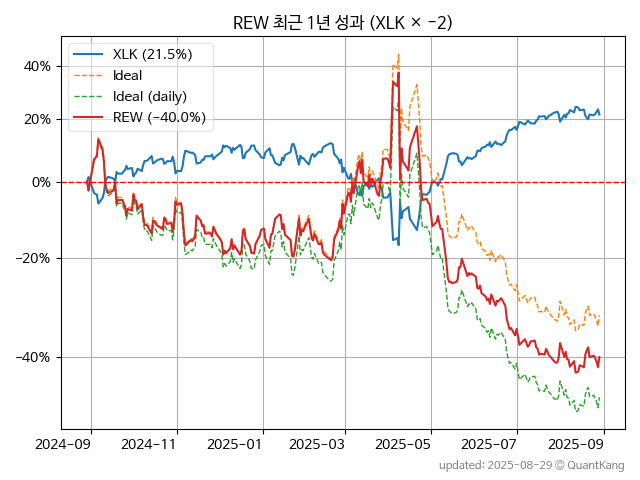 REW 최근 1년 성과 (XLK × −2)
XLK (21.5%)
Ideal
Ideal (daily)
REW (−40.0%)
40%
20%
0%
−20%
−40%
2024-09
2024-11
2025-01
2025-03
2025-05
2025-07
2025-09
updated: 2025-08-29 © QuantKang